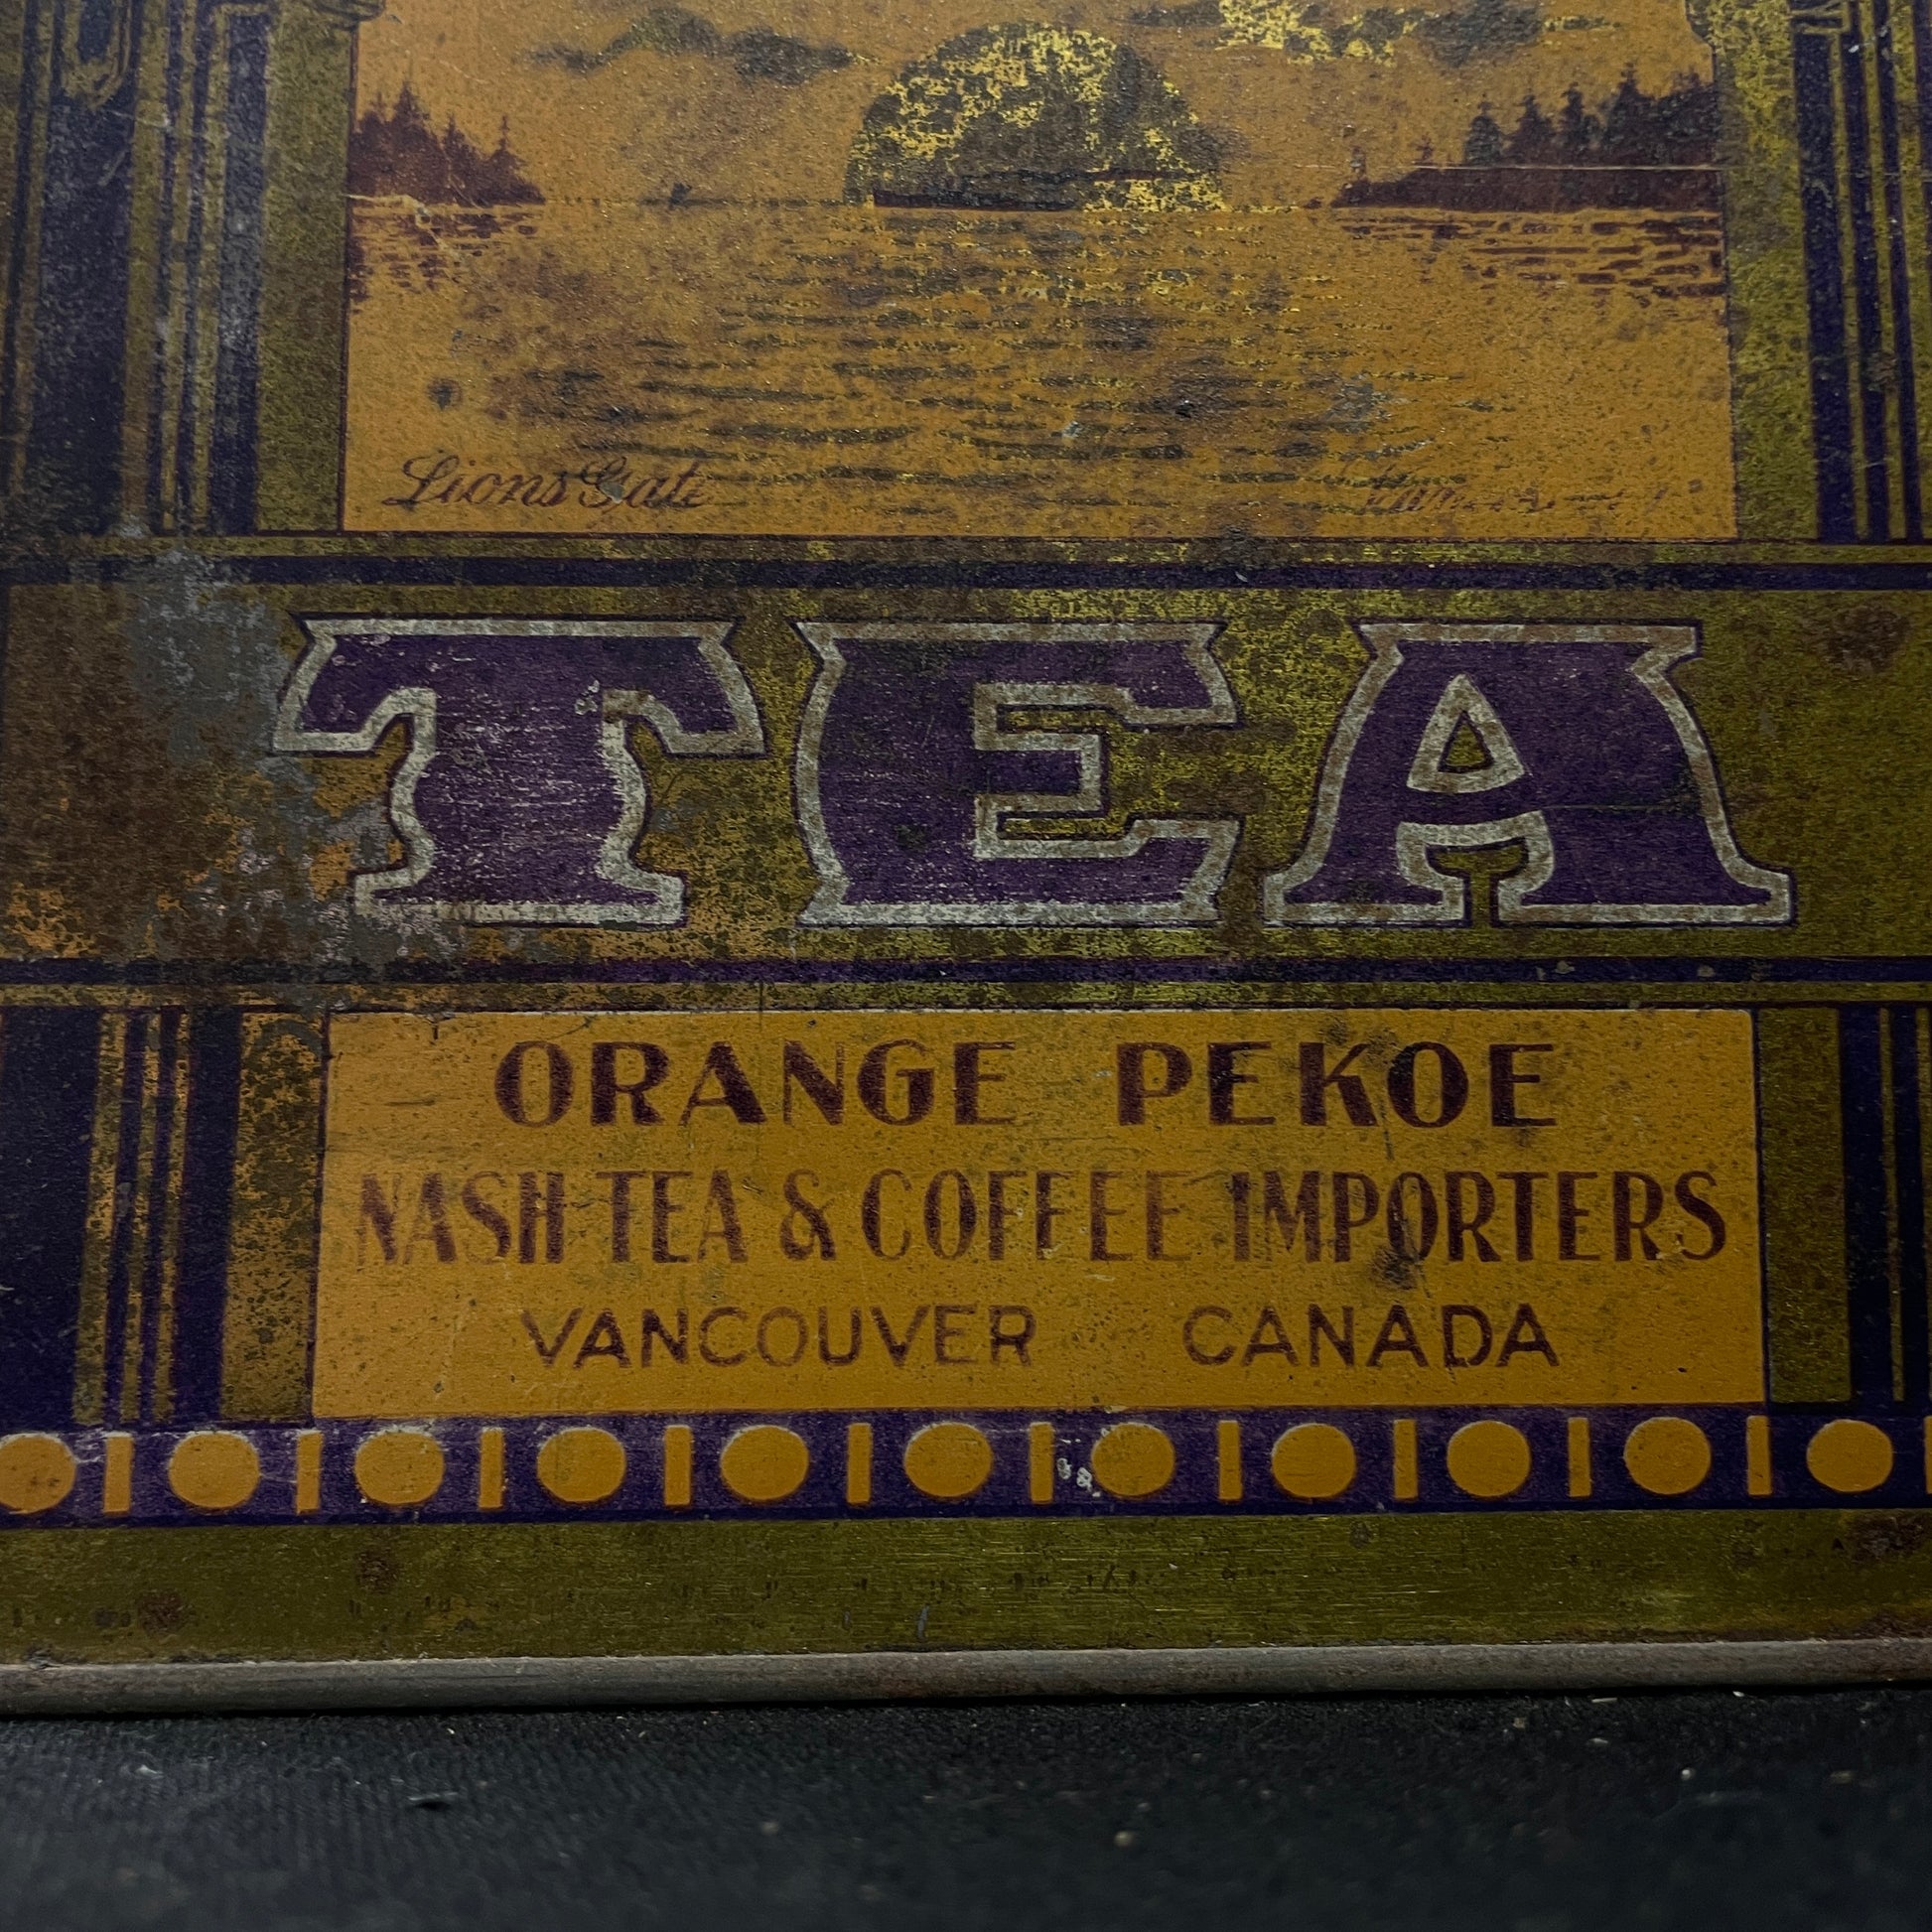 Lions Gate
TEA
ORANGE PEKOE
NASH TEA & COFFEE IMPORTERS
VANCOUVER CANADA